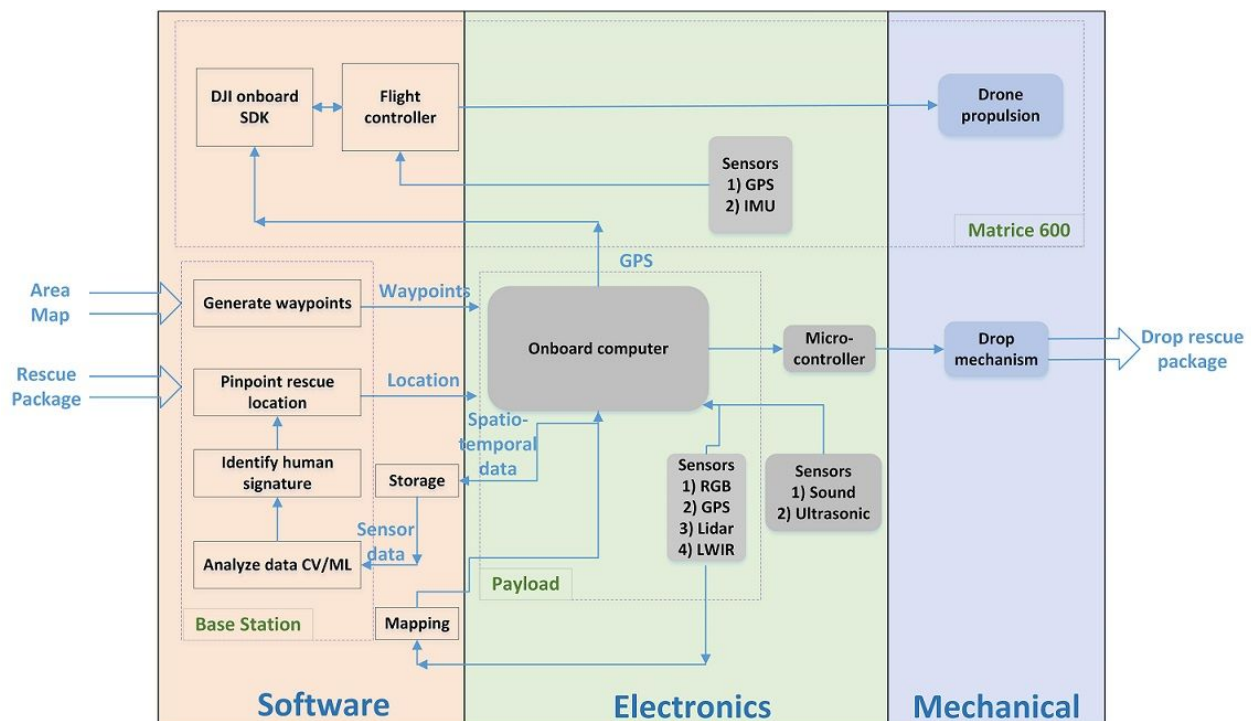 DJI onboard
SDK
Flight
controller
Drone
propulsion
Sensors
1) GPS
2) IMU
Matrice 600
GPS
Area
Map
Generate waypoints
Waypoints
Onboard computer
Micro-
controller
Drop
mechanism
Drop rescue
package
Rescue
Package
Pinpoint rescue
location
Location
Spatio-
temporal
data
Identify human
signature
Storage
Sensors
1) RGB
2) GPS
3) Lidar
4) LWIR
Sensors
1) Sound
2) Ultrasonic
Sensor
data
Analyze data CV/ML
Payload
Base Station
Mapping
Software
Electronics
Mechanical